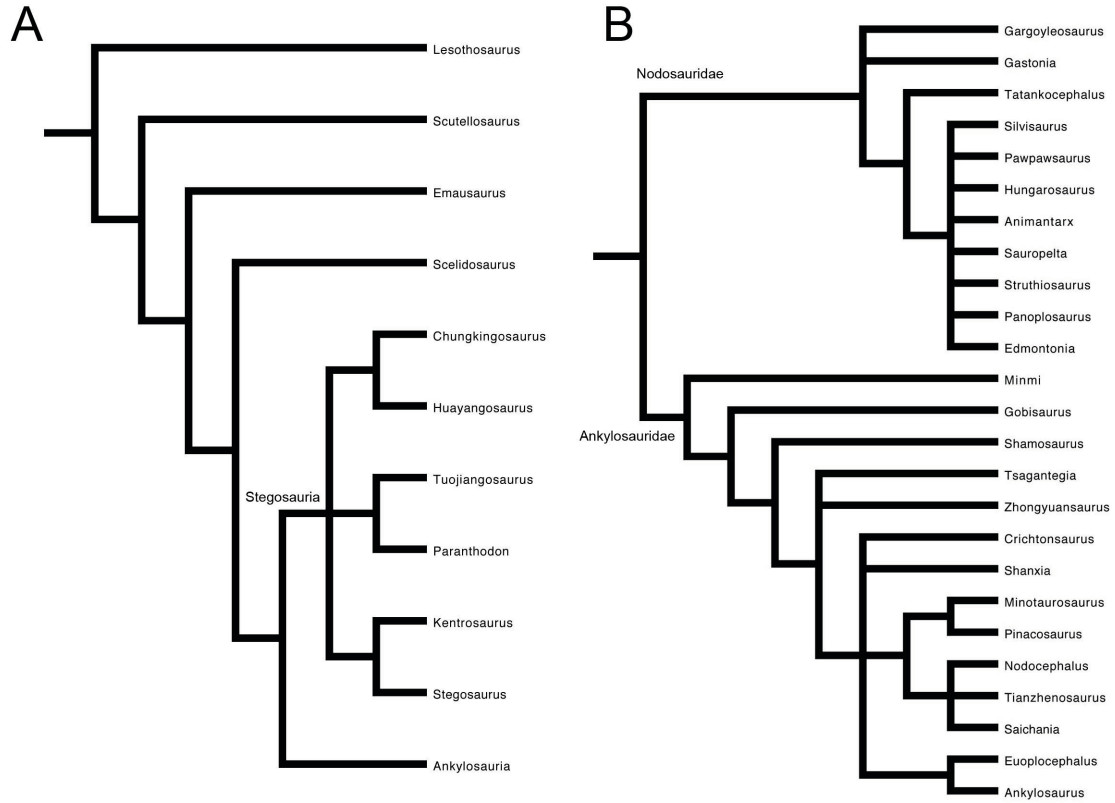 A
Lesothosaurus
Scutellosaurus
Emausaurus
Scelidosaurus
Chungkingosaurus
Huayangosaurus
Tuojiangosaurus
Stegosauria
Paranthodon
Kentrosaurus
Stegosaurus
Ankylosauria
B
Gargoyleosaurus
Gastonia
Nodosauridae
Tatankocephalus
Silvisaurus
Pawpawsaurus
Hungarosaurus
Animantarx
Sauropelta
Struthiosaurus
Panoplosaurus
Edmontonia
Minmi
Gobisaurus
Ankylosauridae
Shamosaurus
Tsagantegia
Zhongyuansaurus
Crichtonsaurus
Shanxia
Minotaurosaurus
Pinacosaurus
Nodocephalus
Tianzhenosaurus
Saichania
Euoplocephalus
Ankylosaurus